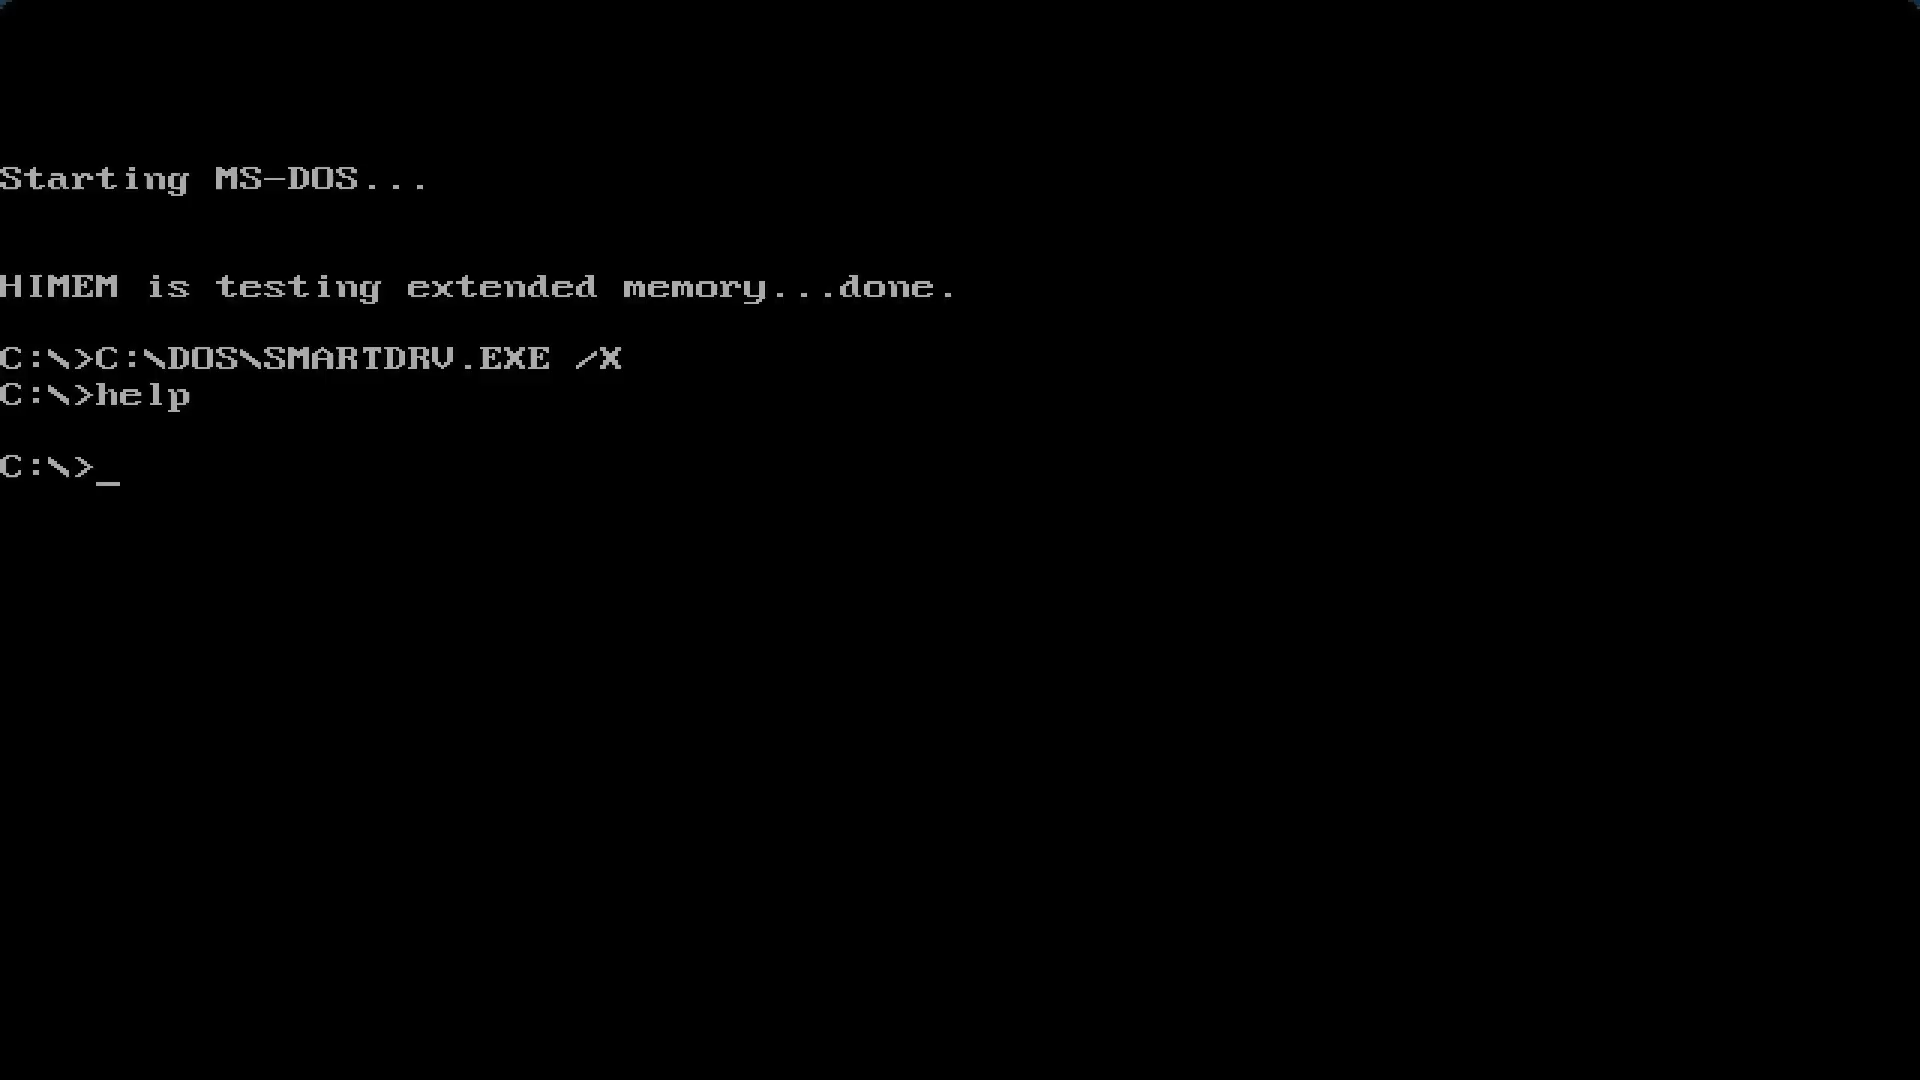 Starting MS-DOS...
HIMEM is testing extended memory...done.
C:\>C:\DOS\SMARTDRV.EXE /X
C:\>help
C:\>_